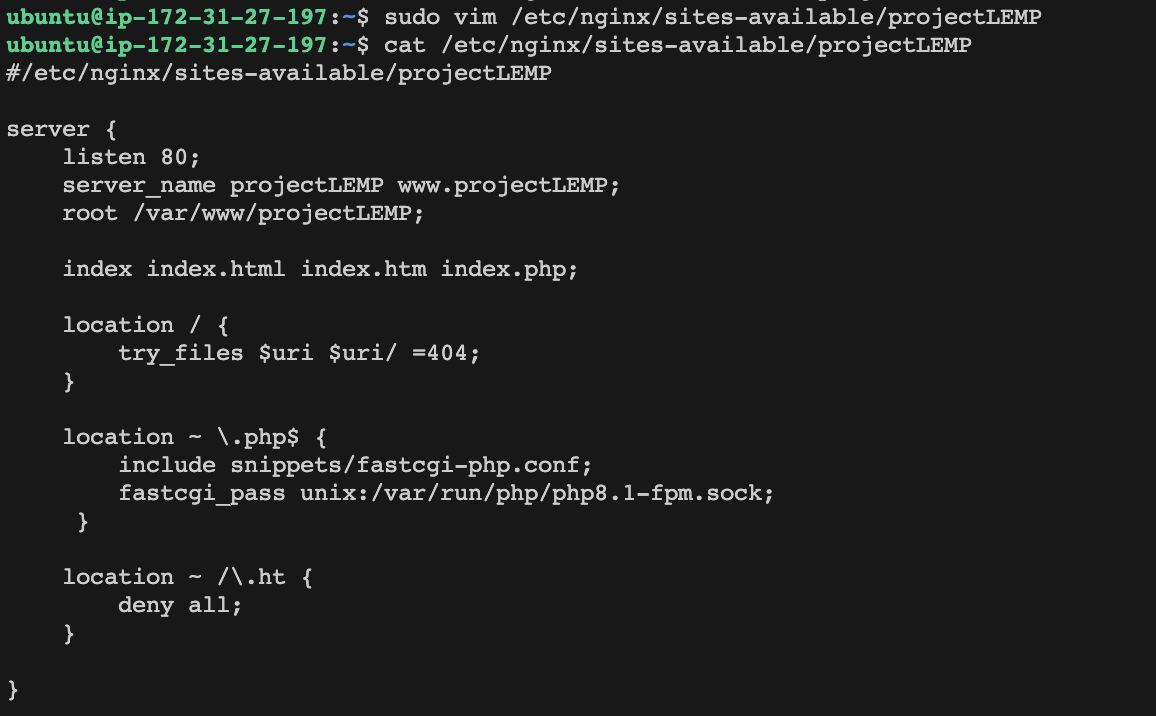 ubuntu@ip-172-31-27-197:~$ sudo vim /etc/nginx/sites-available/projectLEMP
ubuntu@ip-172-31-27-197:~$ cat /etc/nginx/sites-available/projectLEMP
#/etc/nginx/sites-available/projectLEMP

server {
    listen 80;
    server_name projectLEMP www.projectLEMP;
    root /var/www/projectLEMP;

    index index.html index.htm index.php;

    location / {
        try_files $uri $uri/ =404;
    }

    location ~ \.php$ {
        include snippets/fastcgi-php.conf;
        fastcgi_pass unix:/var/run/php/php8.1-fpm.sock;
     }

    location ~ /\.ht {
        deny all;
    }

}